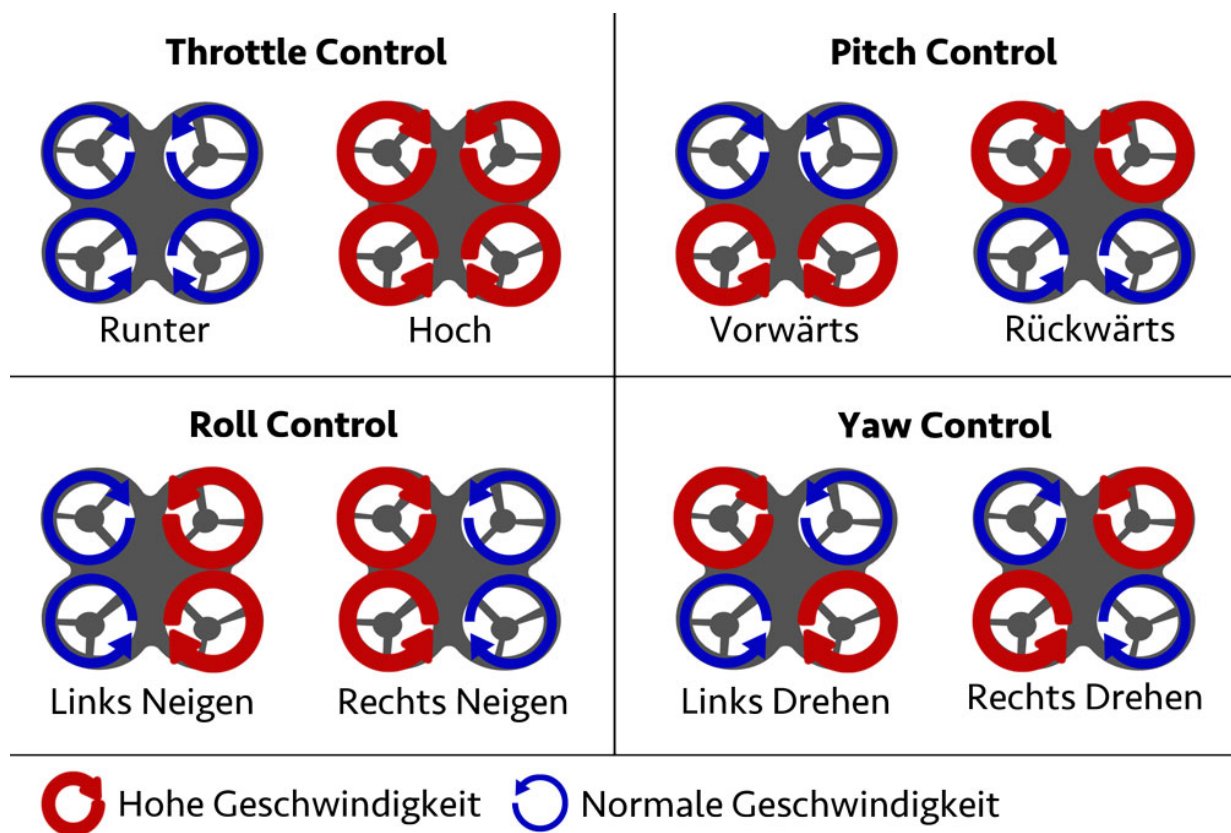 Throttle Control
Pitch Control
Runter
Hoch
Vorwärts
Rückwärts
Roll Control
Yaw Control
Links Neigen
Rechts Neigen
Links Drehen
Rechts Drehen
Hohe Geschwindigkeit
Normale Geschwindigkeit